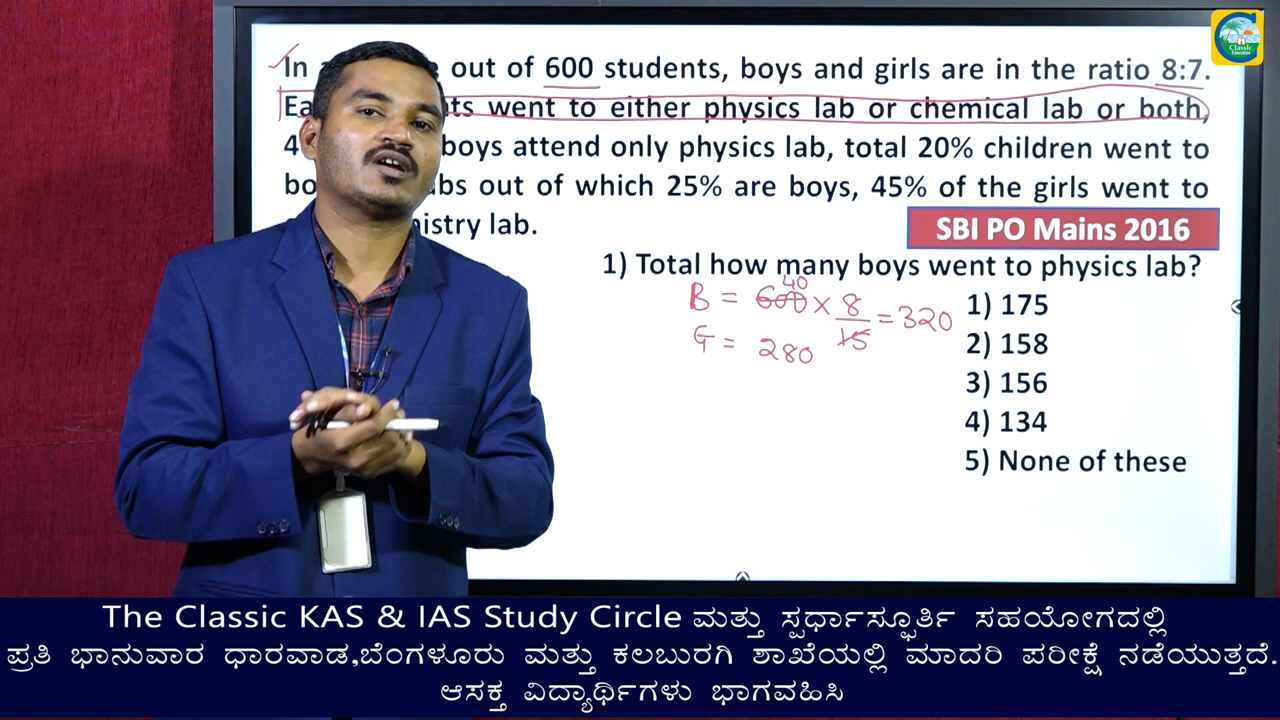 In out of 600 students, boys and girls are in the ratio 8:7.
went to either physics lab or chemical lab or both,
4 boys attend only physics lab, total 20% children went to
out of which 25% are boys, 45% of the girls went to
lab.
SBI PO Mains 2016
1) Total how many boys went to physics lab?
B = 600 40 × 8/15 = 320
G = 280
1) 175
2) 158
3) 156
4) 134
5) None of these
Classic
Education
The Classic KAS & IAS Study Circle ಮತ್ತು ಸ್ಪರ್ಧಾಸ್ಫೂರ್ತಿ ಸಹಯೋಗದಲ್ಲಿ
ಪ್ರತಿ ಭಾನುವಾರ ಧಾರವಾಡ,ಬೆಂಗಳೂರು ಮತ್ತು ಕಲಬುರಗಿ ಶಾಖೆಯಲ್ಲಿ ಮಾದರಿ ಪರೀಕ್ಷೆ ನಡೆಯುತ್ತದೆ.
ಆಸಕ್ತ ವಿದ್ಯಾರ್ಥಿಗಳು ಭಾಗವಹಿಸಿ